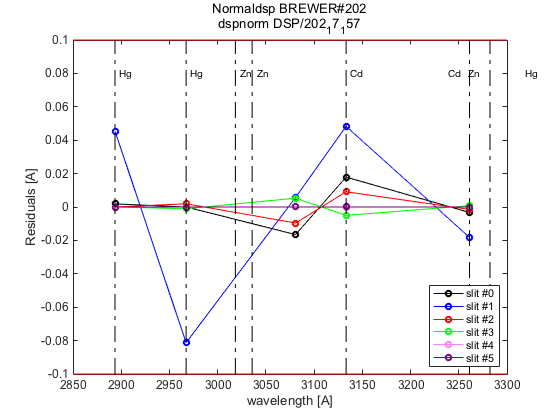 Normaldsp BREWER#202
dspnorm DSP/202₁7₁57
0.1
0.08
0.06
0.04
0.02
0
-0.02
-0.04
-0.06
-0.08
-0.1
Residuals [A]
Hg
Hg
Zn
Zn
Cd
Cd
Zn
Hg
slit #0
slit #1
slit #2
slit #3
slit #4
slit #5
2850 2900 2950 3000 3050 3100 3150 3200 3250 3300
wavelength [A]